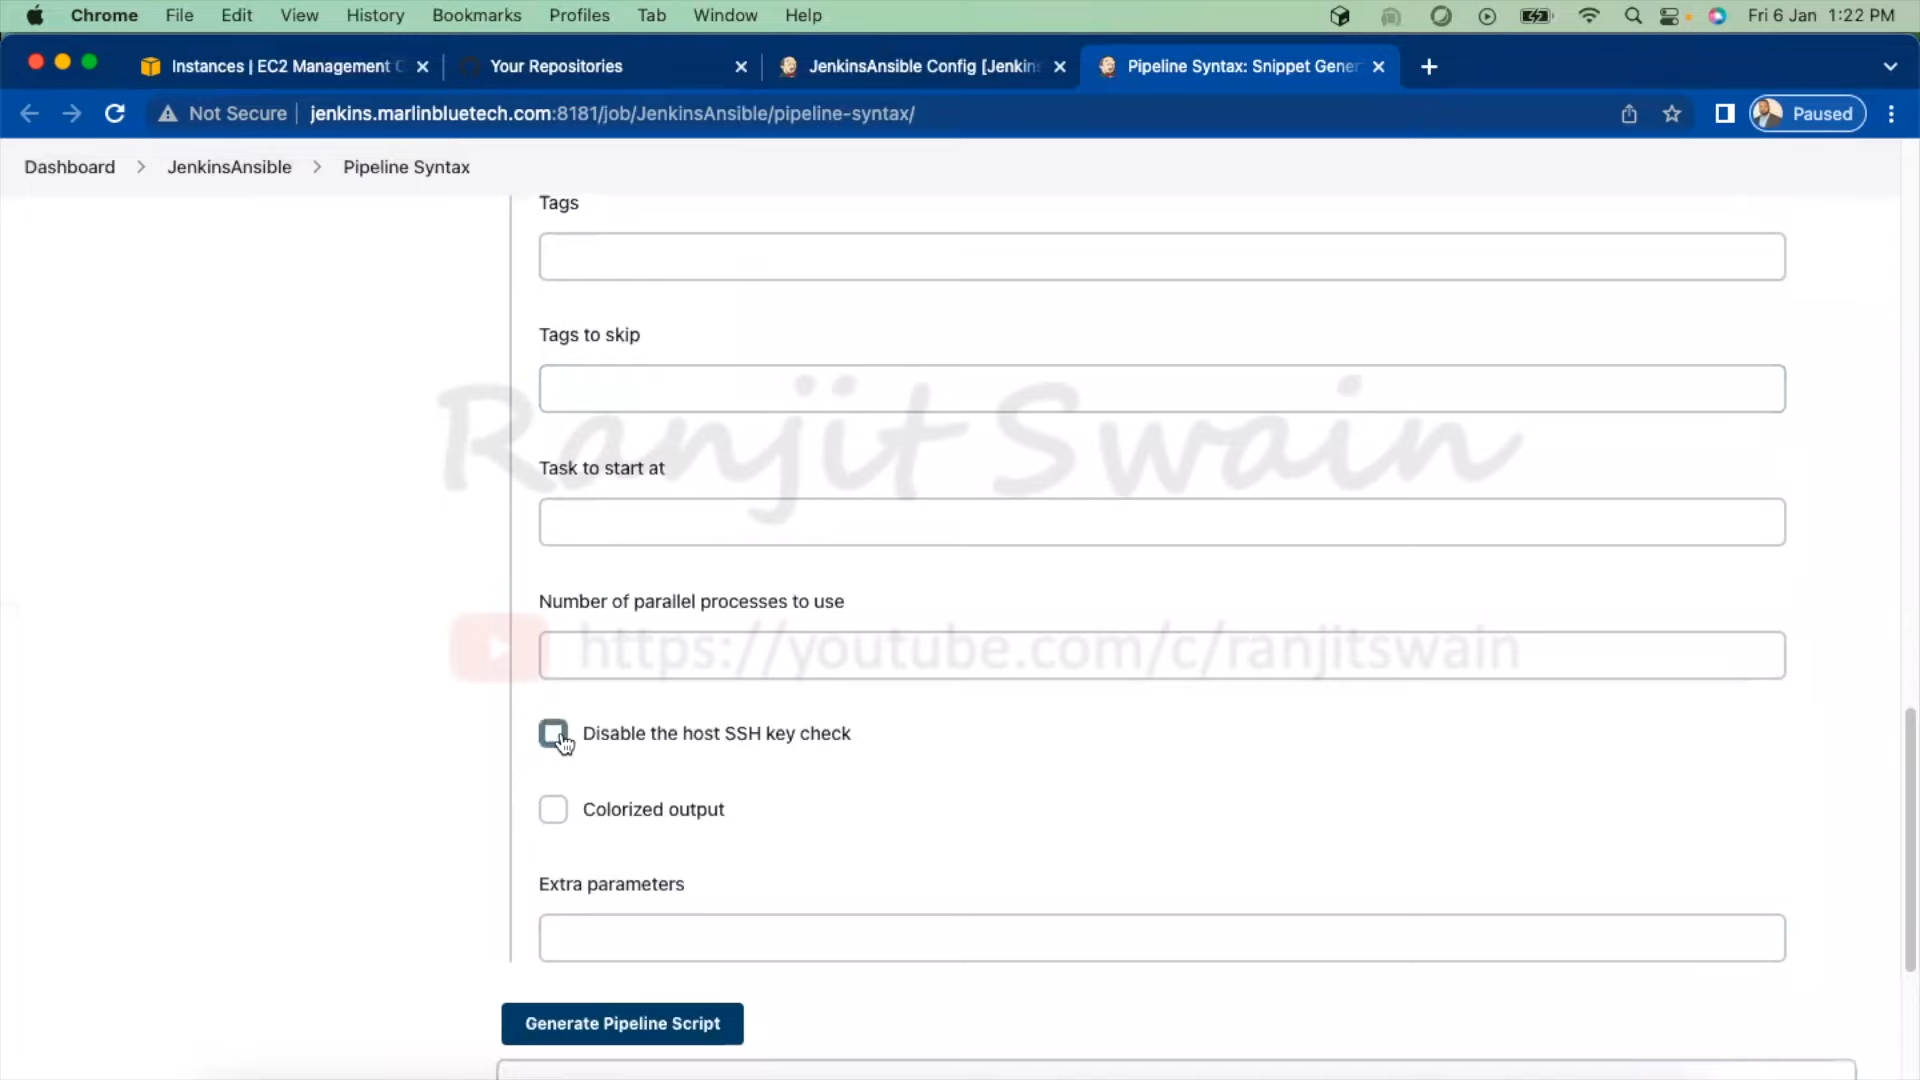 Chrome File Edit View History Bookmarks Profiles Tab Window Help Fri 6 Jan 1:22 PM
Instances | EC2 Management C Your Repositories JenkinsAnsible Config [Jenkins Pipeline Syntax: Snippet Gener
Not Secure jenkins.marlinbluetech.com:8181/job/JenkinsAnsible/pipeline-syntax/ Paused
Dashboard JenkinsAnsible Pipeline Syntax
Tags
Tags to skip
Ranjit Swain
Task to start at
Number of parallel processes to use
https://youtube.com/c/ranjitswain
Disable the host SSH key check
Colorized output
Extra parameters
Generate Pipeline Script